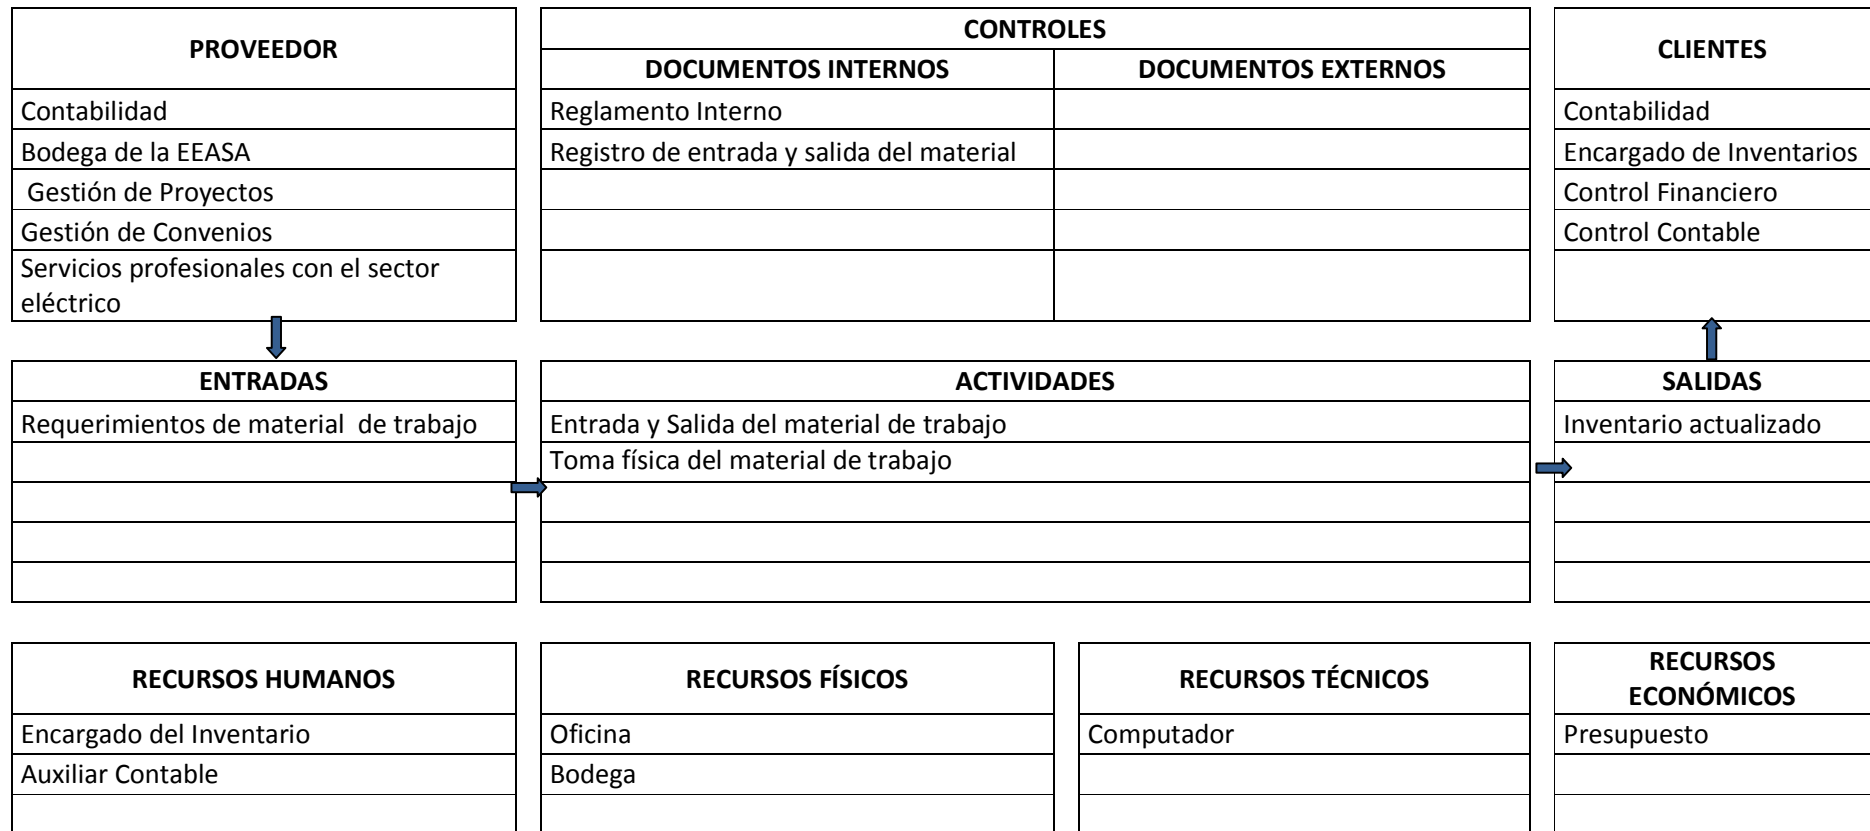 PROVEEDOR
Contabilidad
Bodega de la EEASA
Gestión de Proyectos
Gestión de Convenios
Servicios profesionales con el sector
eléctrico
CONTROLES
DOCUMENTOS INTERNOS
DOCUMENTOS EXTERNOS
Reglamento Interno
Registro de entrada y salida del material
CLIENTES
Contabilidad
Encargado de Inventarios
Control Financiero
Control Contable
ENTRADAS
Requerimientos de material de trabajo
ACTIVIDADES
Entrada y Salida del material de trabajo
Toma física del material de trabajo
SALIDAS
Inventario actualizado
RECURSOS HUMANOS
Encargado del Inventario
Auxiliar Contable
RECURSOS FÍSICOS
Oficina
Bodega
RECURSOS TÉCNICOS
Computador
RECURSOS
ECONÓMICOS
Presupuesto